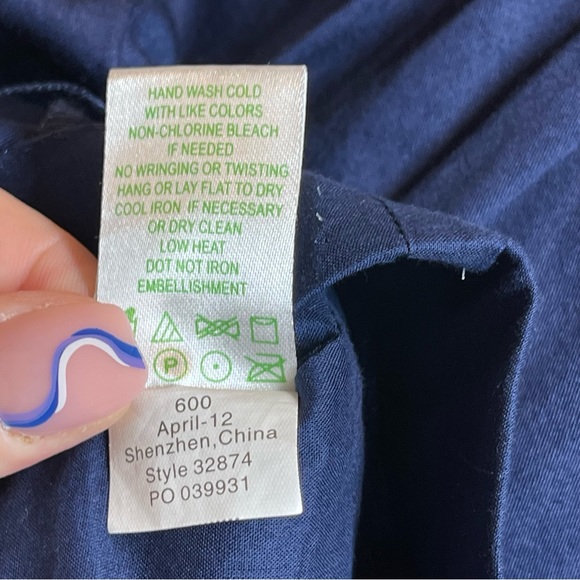 HAND WASH COLD
WITH LIKE COLORS
NON-CHLORINE BLEACH
IF NEEDED
NO WRINGING OR TWISTING
HANG OR LAY FLAT TO DRY
COOL IRON IF NECESSARY
OR DRY CLEAN
LOW HEAT
DOT NOT IRON
EMBELLISHMENT
P
600
April-12
Shenzhen,China
Style 32874
PO 039931